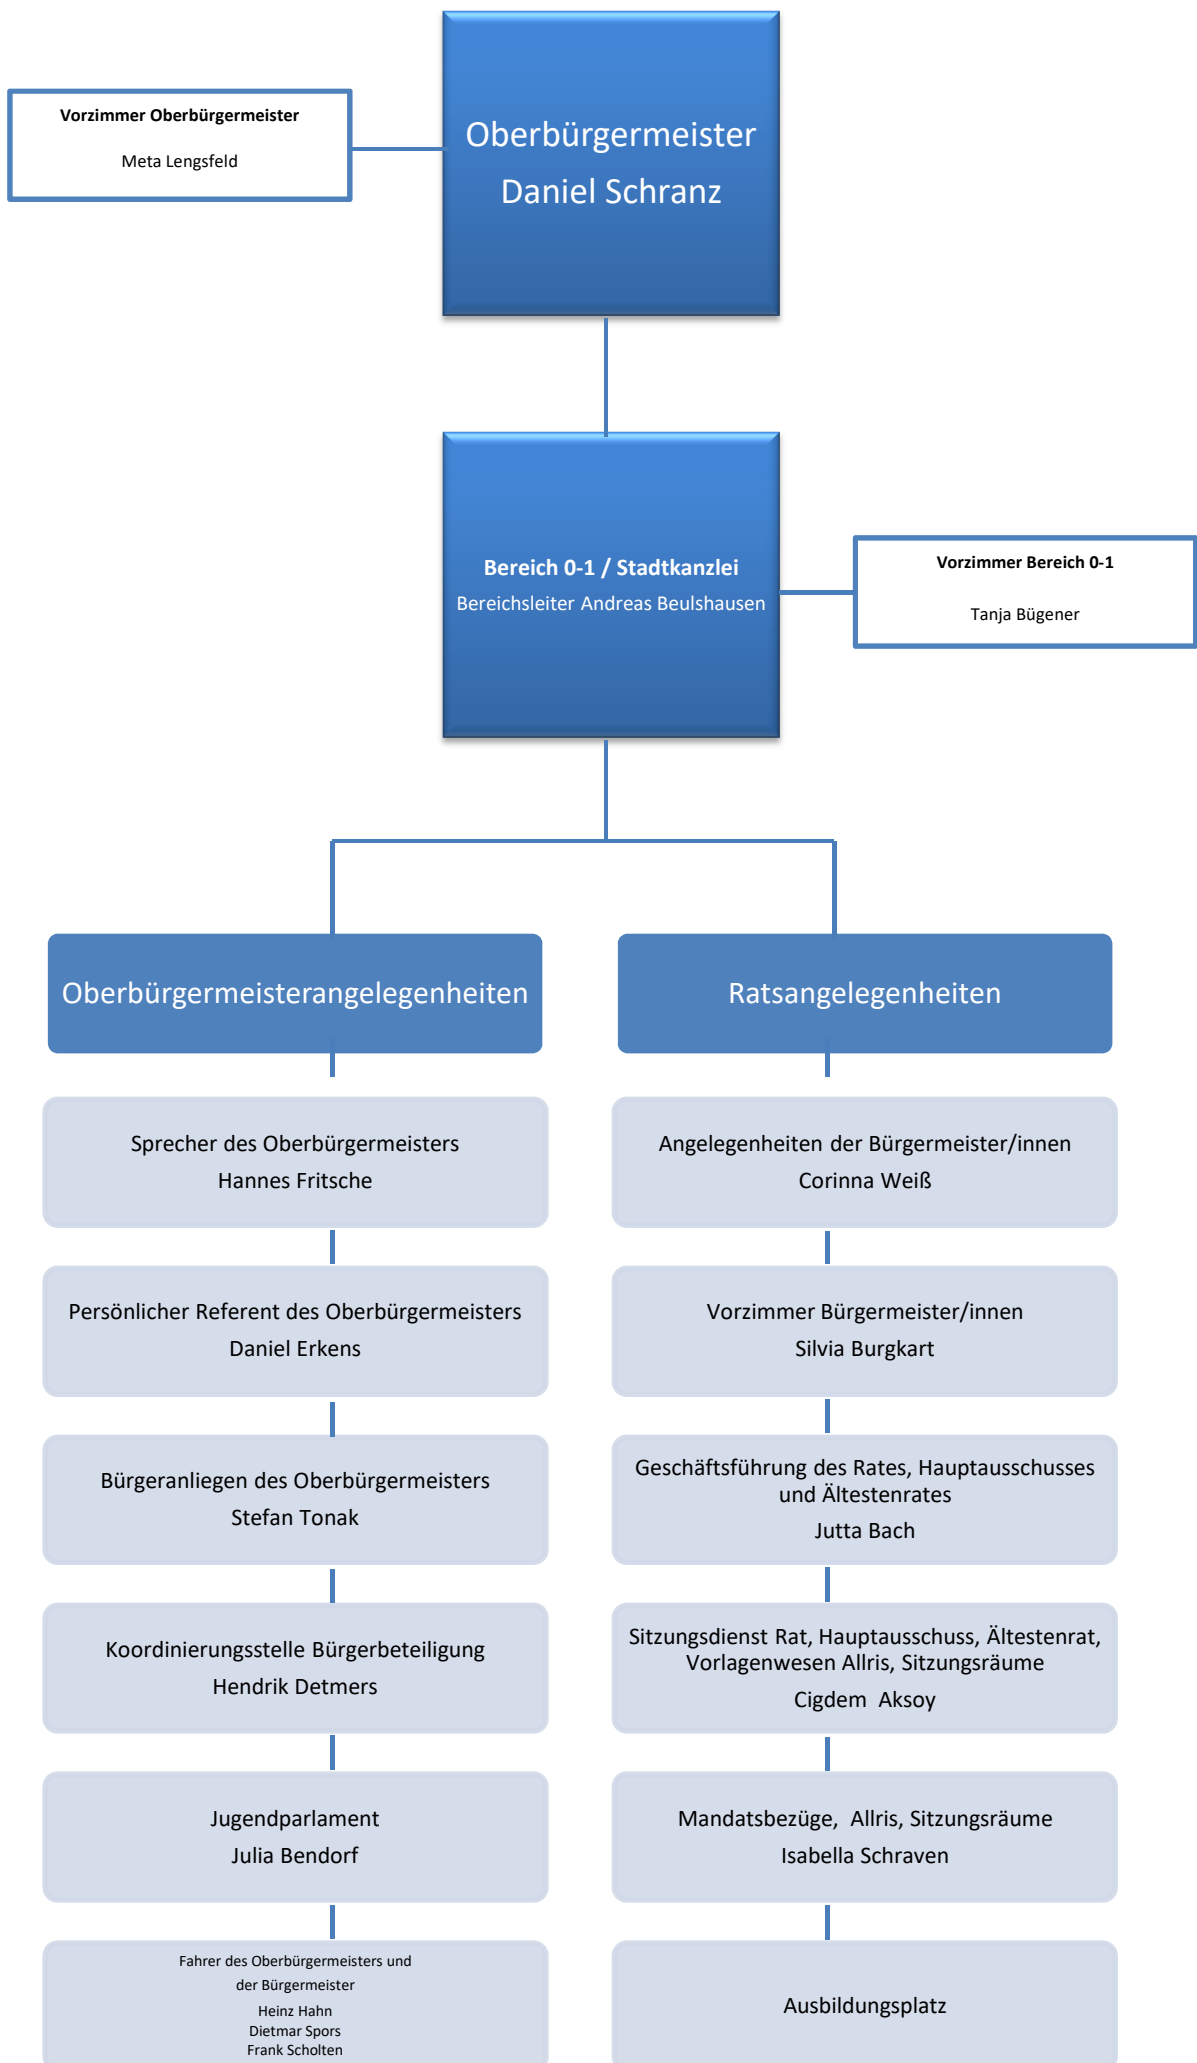 Vorzimmer Oberbürgermeister
Meta Lengsfeld
Oberbürgermeister
Daniel Schranz
Bereich 0-1 / Stadtkanzlei
Bereichsleiter Andreas Beulshausen
Vorzimmer Bereich 0-1
Tanja Bügener
Oberbürgermeisterangelegenheiten
Sprecher des Oberbürgermeisters
Hannes Fritsche
Persönlicher Referent des Oberbürgermeisters
Daniel Erkens
Bürgeranliegen des Oberbürgermeisters
Stefan Tonak
Koordinierungsstelle Bürgerbeteiligung
Hendrik Detmers
Jugendparlament
Julia Bendorf
Fahrer des Oberbürgermeisters und
der Bürgermeister
Heinz Hahn
Dietmar Spors
Frank Scholten
Ratsangelegenheiten
Angelegenheiten der Bürgermeister/innen
Corinna Weiß
Vorzimmer Bürgermeister/innen
Silvia Burgkart
Geschäftsführung des Rates, Hauptausschusses
und Ältestenrates
Jutta Bach
Sitzungsdienst Rat, Hauptausschuss, Ältestenrat,
Vorlagenwesen Allris, Sitzungsräume
Cigdem Aksoy
Mandatsbezüge, Allris, Sitzungsräume
Isabella Schraven
Ausbildungsplatz